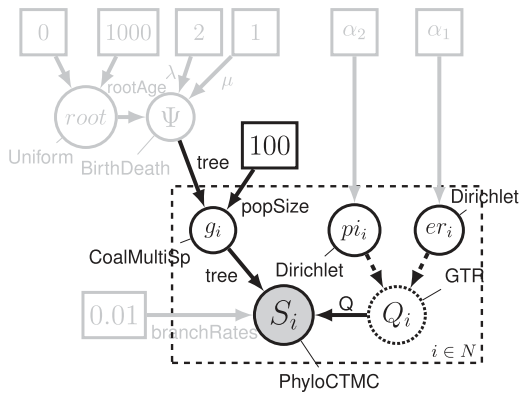 0
1000
2
1
α₂
α₁
rootAge
λ
μ
root
Ψ
Uniform
BirthDeath
100
tree
popSize
Dirichlet
gᵢ
piᵢ
erᵢ
CoalMultiSp
tree
Dirichlet
GTR
0.01
branchRates
Sᵢ
Q
Qᵢ
i ∈ N
PhyloCTMC